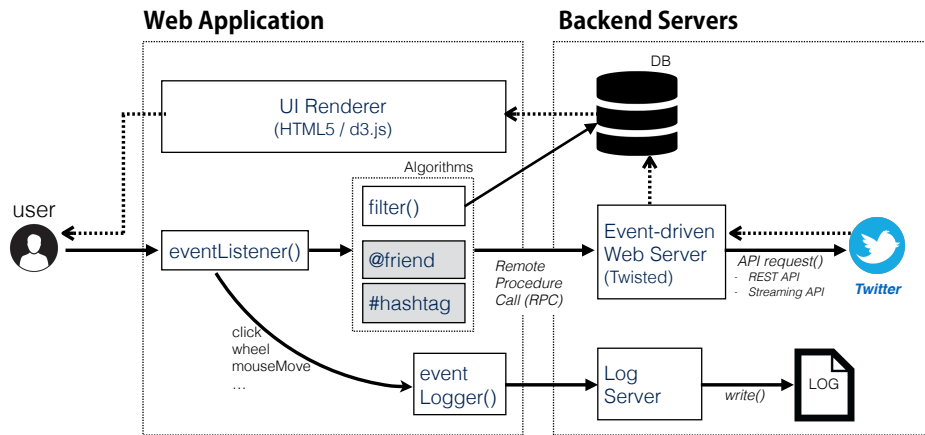 Web Application
Backend Servers
DB
UI Renderer
(HTML5 / d3.js)
Algorithms
user
filter()
eventListener()
@friend
#hashtag
Remote
Procedure
Call (RPC)
Event-driven
Web Server
(Twisted)
API request()
- REST API
- Streaming API
Twitter
click
wheel
mouseMove
...
event
Logger()
Log
Server
write()
LOG